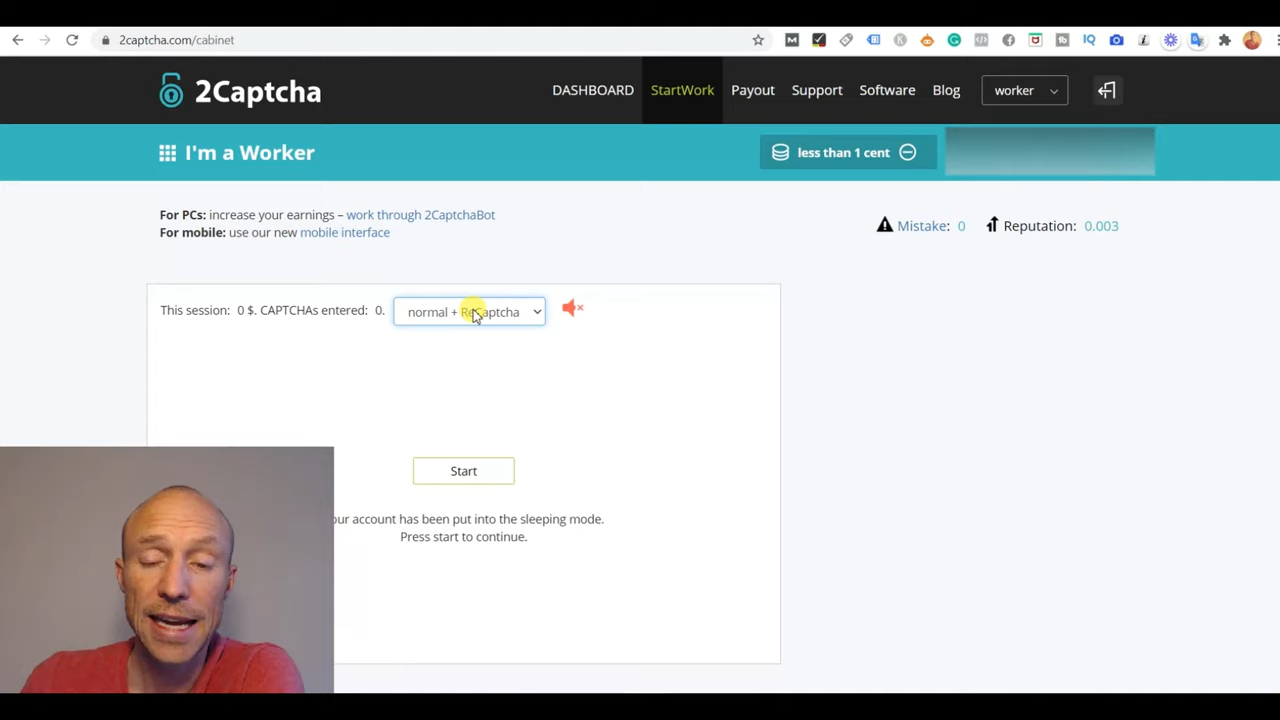 2captcha.com/cabinet
2Captcha
DASHBOARD StartWork Payout Support Software Blog worker
I'm a Worker
less than 1 cent
For PCs: increase your earnings – work through 2CaptchaBot
For mobile: use our new mobile interface
Mistake: 0 Reputation: 0.003
This session: 0 $. CAPTCHAs entered: 0. normal + ReCaptcha
Start
our account has been put into the sleeping mode.
Press start to continue.